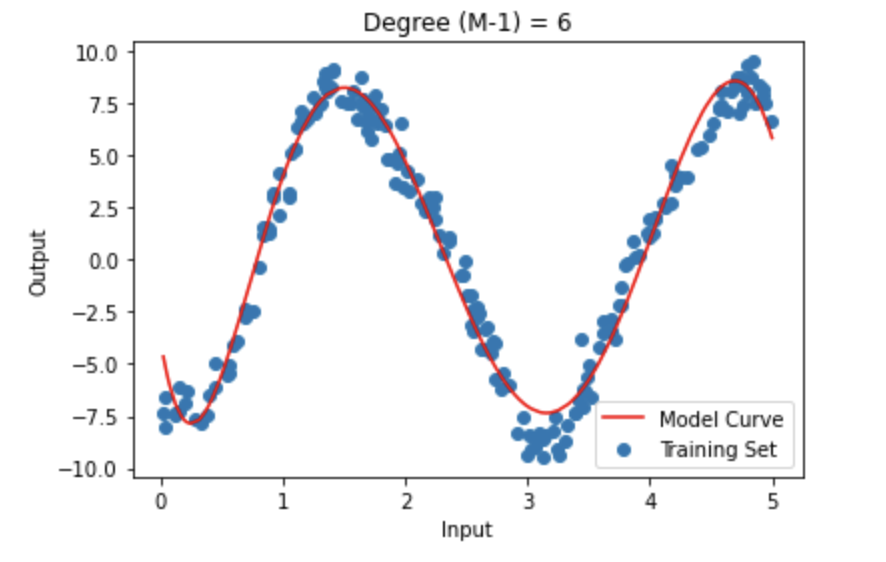 Degree (M-1) = 6
10.0
7.5
5.0
2.5
0.0
−2.5
−5.0
−7.5
−10.0
Output
Model Curve
Training Set
0 1 2 3 4 5
Input